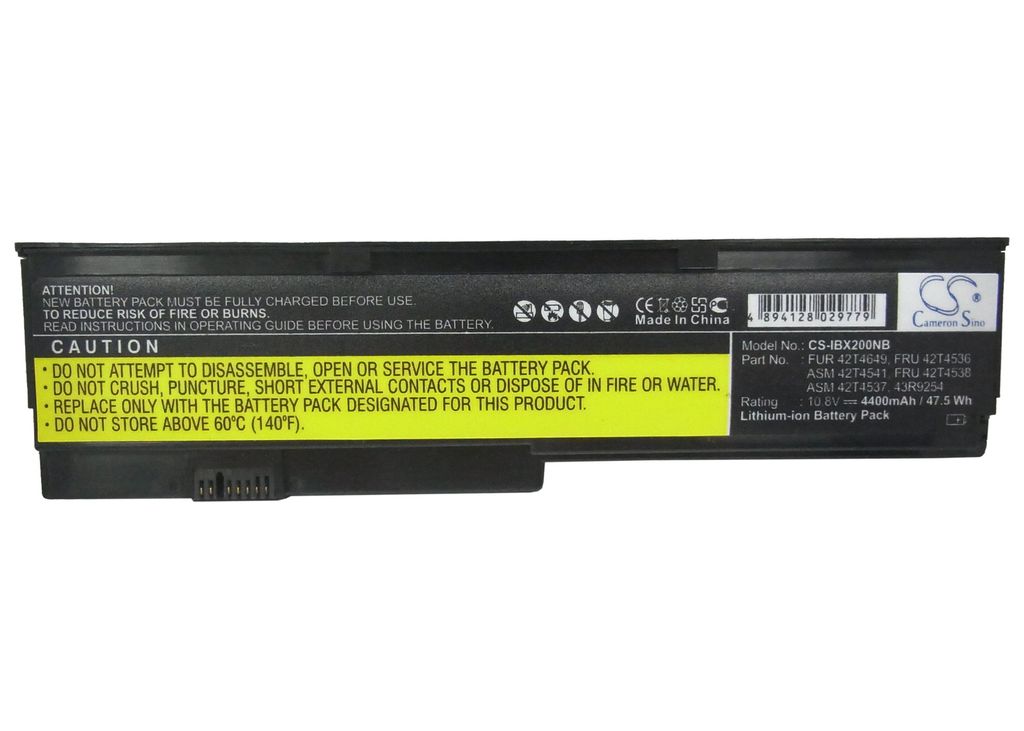 ATTENTION!
NEW BATTERY PACK MUST BE FULLY CHARGED BEFORE USE.
TO REDUCE RISK OF FIRE OR BURNS.
READ INSTRUCTIONS IN OPERATING GUIDE BEFORE USING THE BATTERY.
CE
Made In China
4 894128 029779
CS®
Cameron Sino
CAUTION
• DO NOT ATTEMPT TO DISASSEMBLE, OPEN OR SERVICE THE BATTERY PACK.
• DO NOT CRUSH, PUNCTURE, SHORT EXTERNAL CONTACTS OR DISPOSE OF IN FIRE OR WATER.
• REPLACE ONLY WITH THE BATTERY PACK DESIGNATED FOR THIS PRODUCT.
• DO NOT STORE ABOVE 60°C (140°F).
Model No.: CS-IBX200NB
Part No. : FUR 42T4649, FRU 42T4536
ASM 42T4541, FRU 42T4538
ASM 42T4537, 43R9254
Rating : 10.8V ⎓ 4400mAh / 47.5 Wh
Lithium-ion Battery Pack